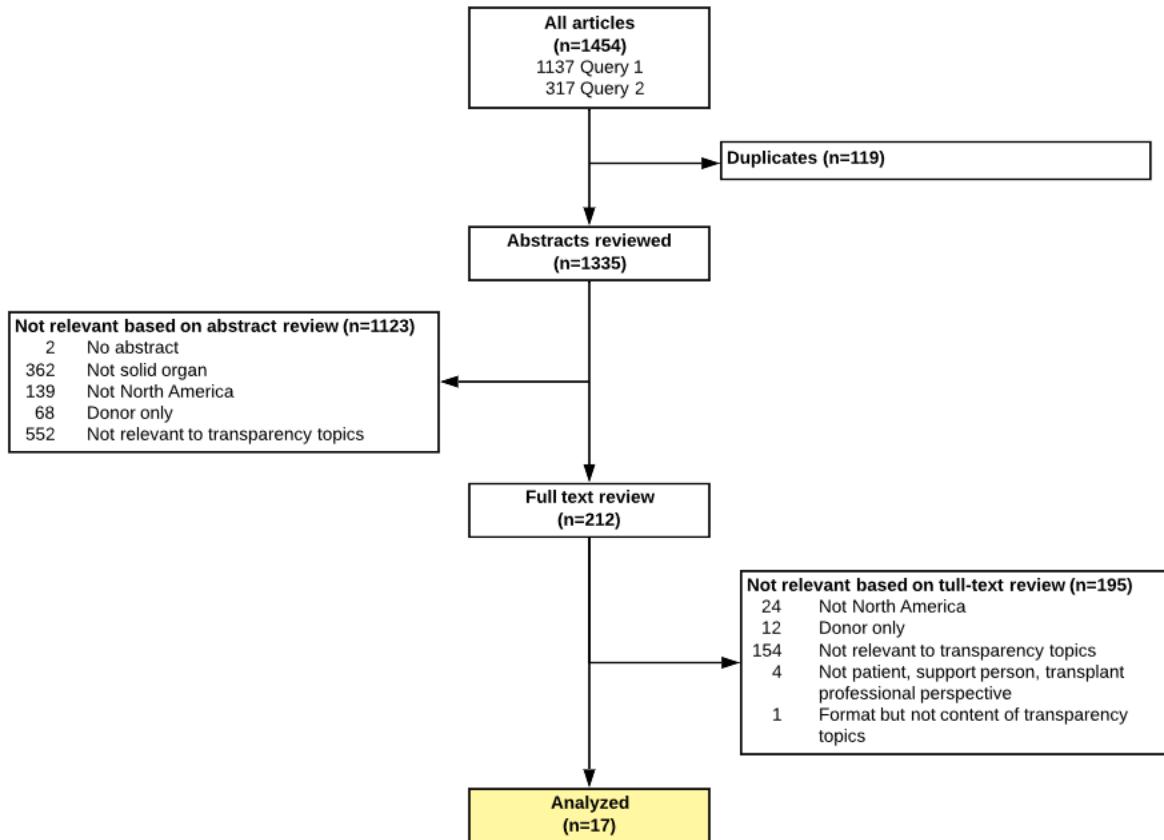 All articles
(n=1454)
1137 Query 1
317 Query 2
Duplicates (n=119)
Abstracts reviewed
(n=1335)
Not relevant based on abstract review (n=1123)
2 No abstract
362 Not solid organ
139 Not North America
68 Donor only
552 Not relevant to transparency topics
Full text review
(n=212)
Not relevant based on tull-text review (n=195)
24 Not North America
12 Donor only
154 Not relevant to transparency topics
4 Not patient, support person, transplant
professional perspective
1 Format but not content of transparency
topics
Analyzed
(n=17)